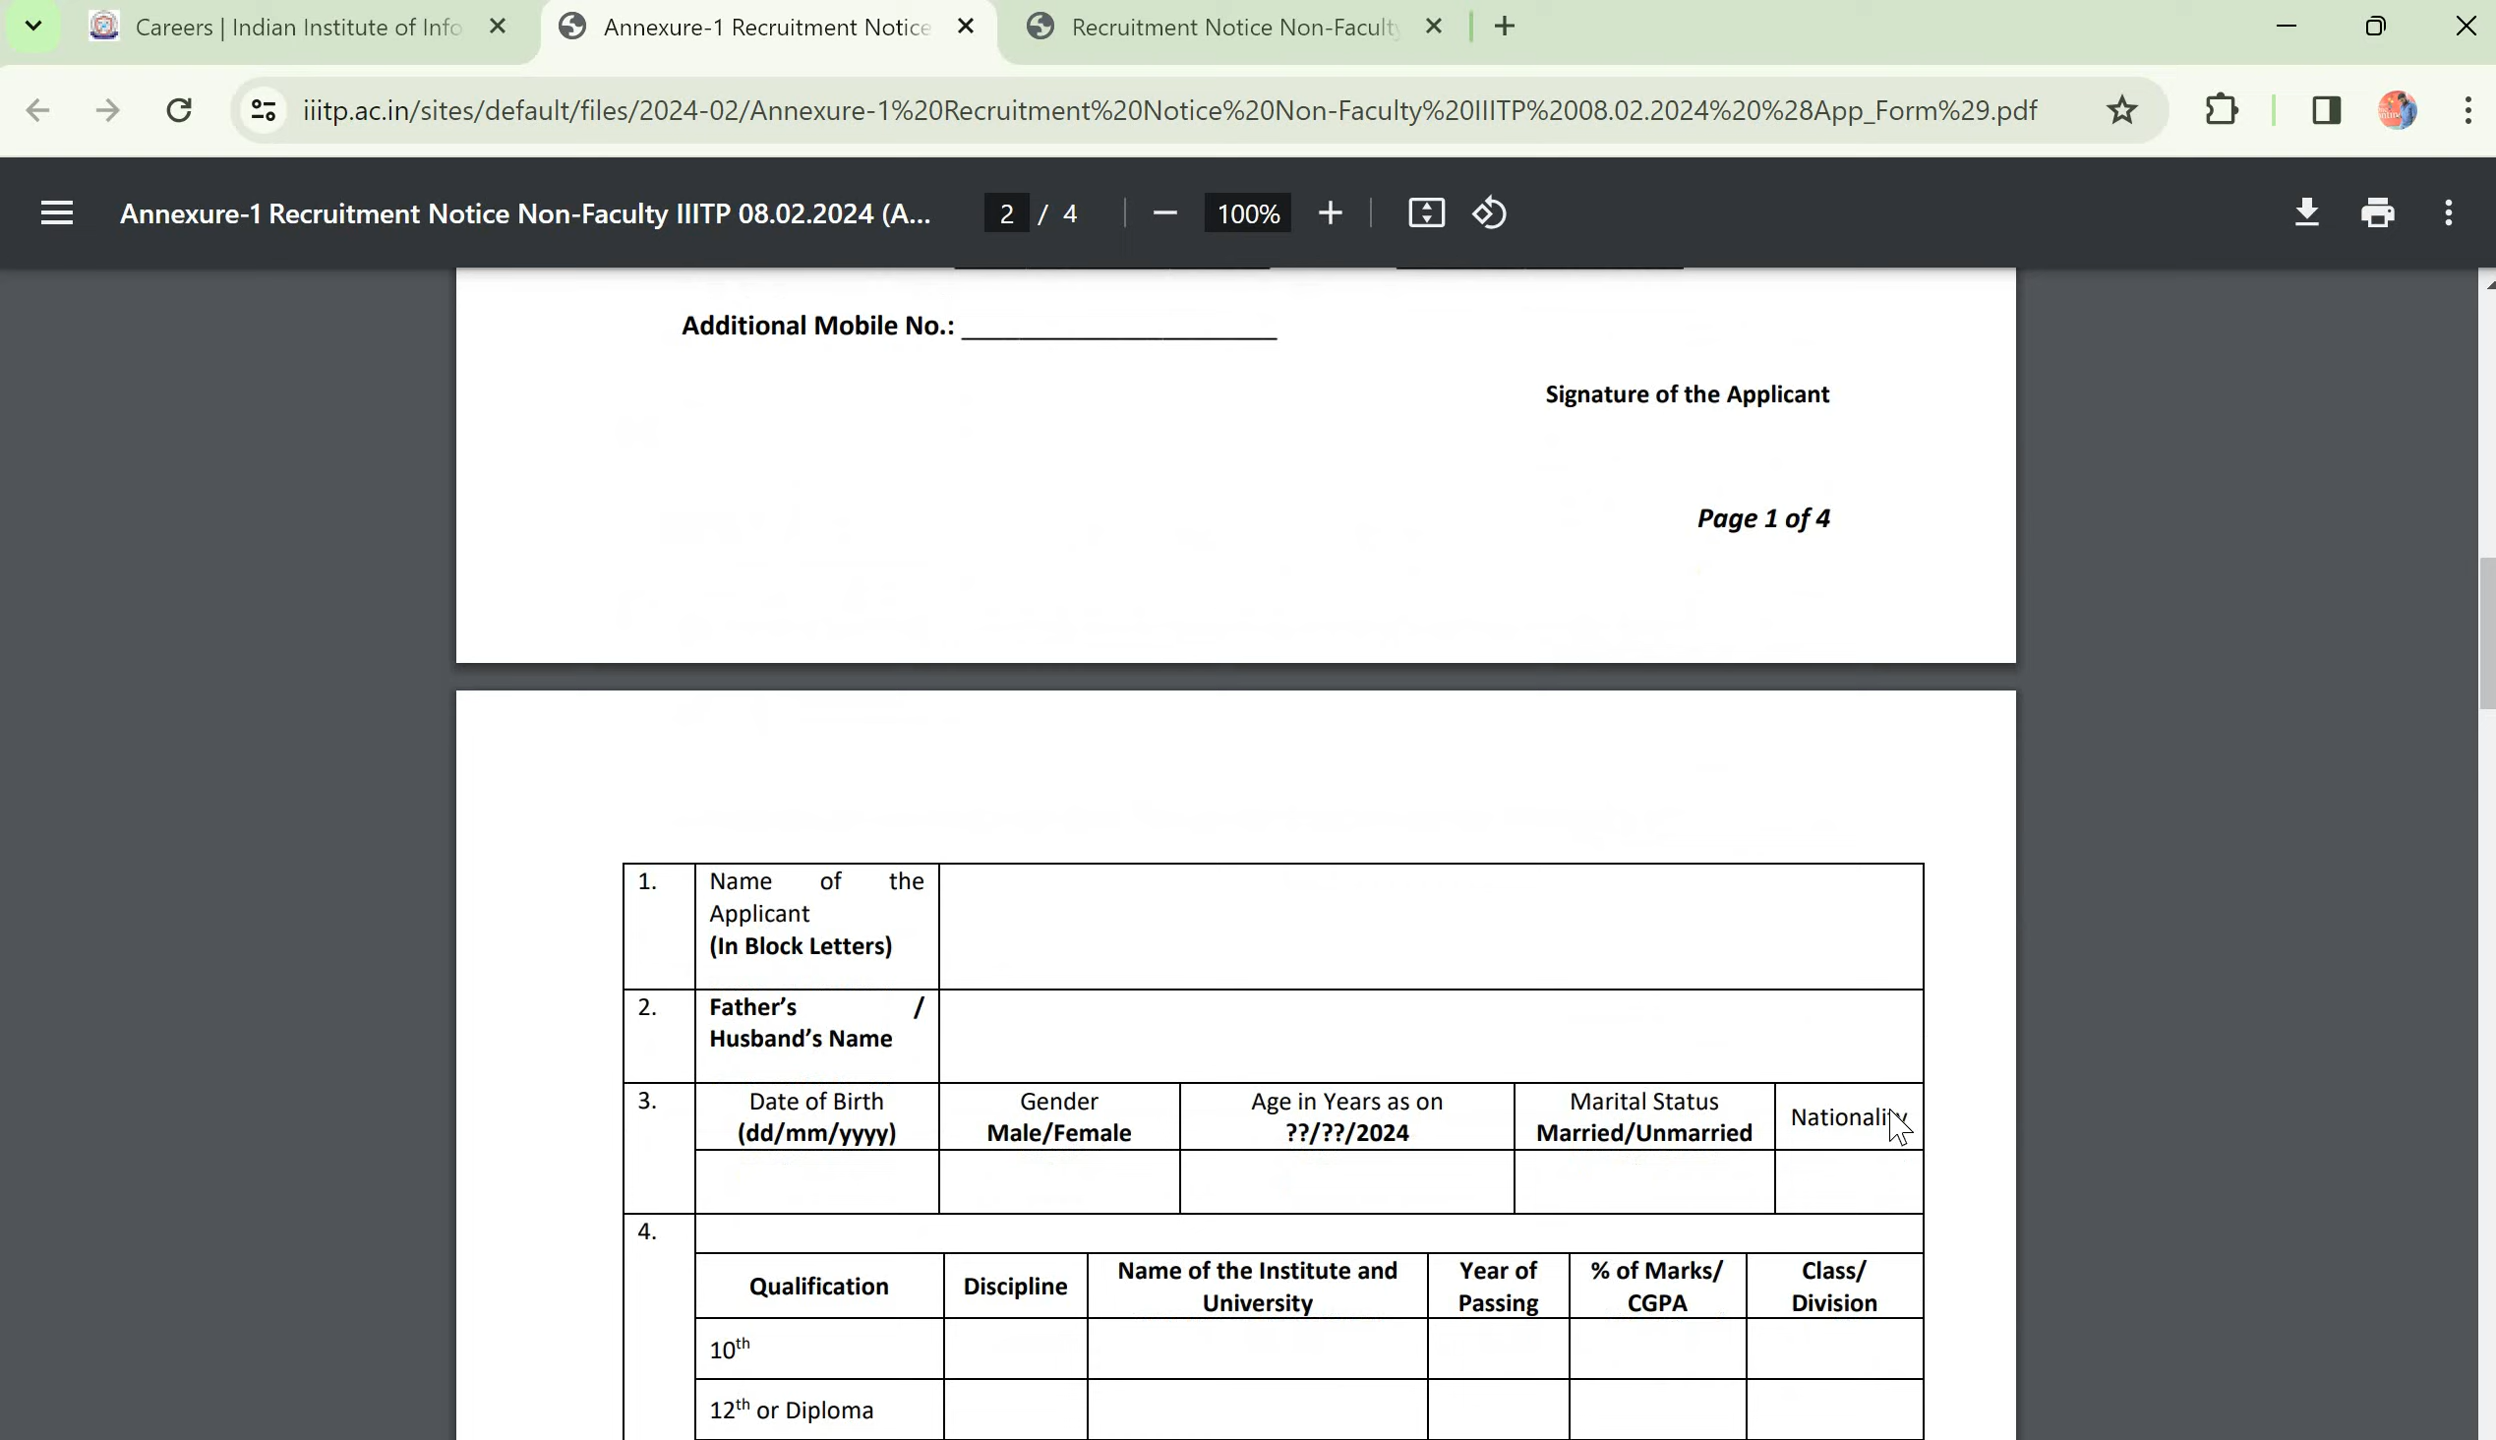 Careers | Indian Institute of Info
Annexure-1 Recruitment Notice
Recruitment Notice Non-Faculty
iiitp.ac.in/sites/default/files/2024-02/Annexure-1%20Recruitment%20Notice%20Non-Faculty%20IIITP%2008.02.2024%20%28App_Form%29.pdf
Annexure-1 Recruitment Notice Non-Faculty IIITP 08.02.2024 (A...
2 / 4
100%
Additional Mobile No.: ______________________
Signature of the Applicant
Page 1 of 4
1. Name of the
Applicant
(In Block Letters)
2. Father’s /
Husband’s Name
3. Date of Birth Gender Age in Years as on Marital Status Nationality
(dd/mm/yyyy) Male/Female ??/??/2024 Married/Unmarried
4.
Qualification Discipline Name of the Institute and Year of % of Marks/ Class/
University Passing CGPA Division
10th
12th or Diploma